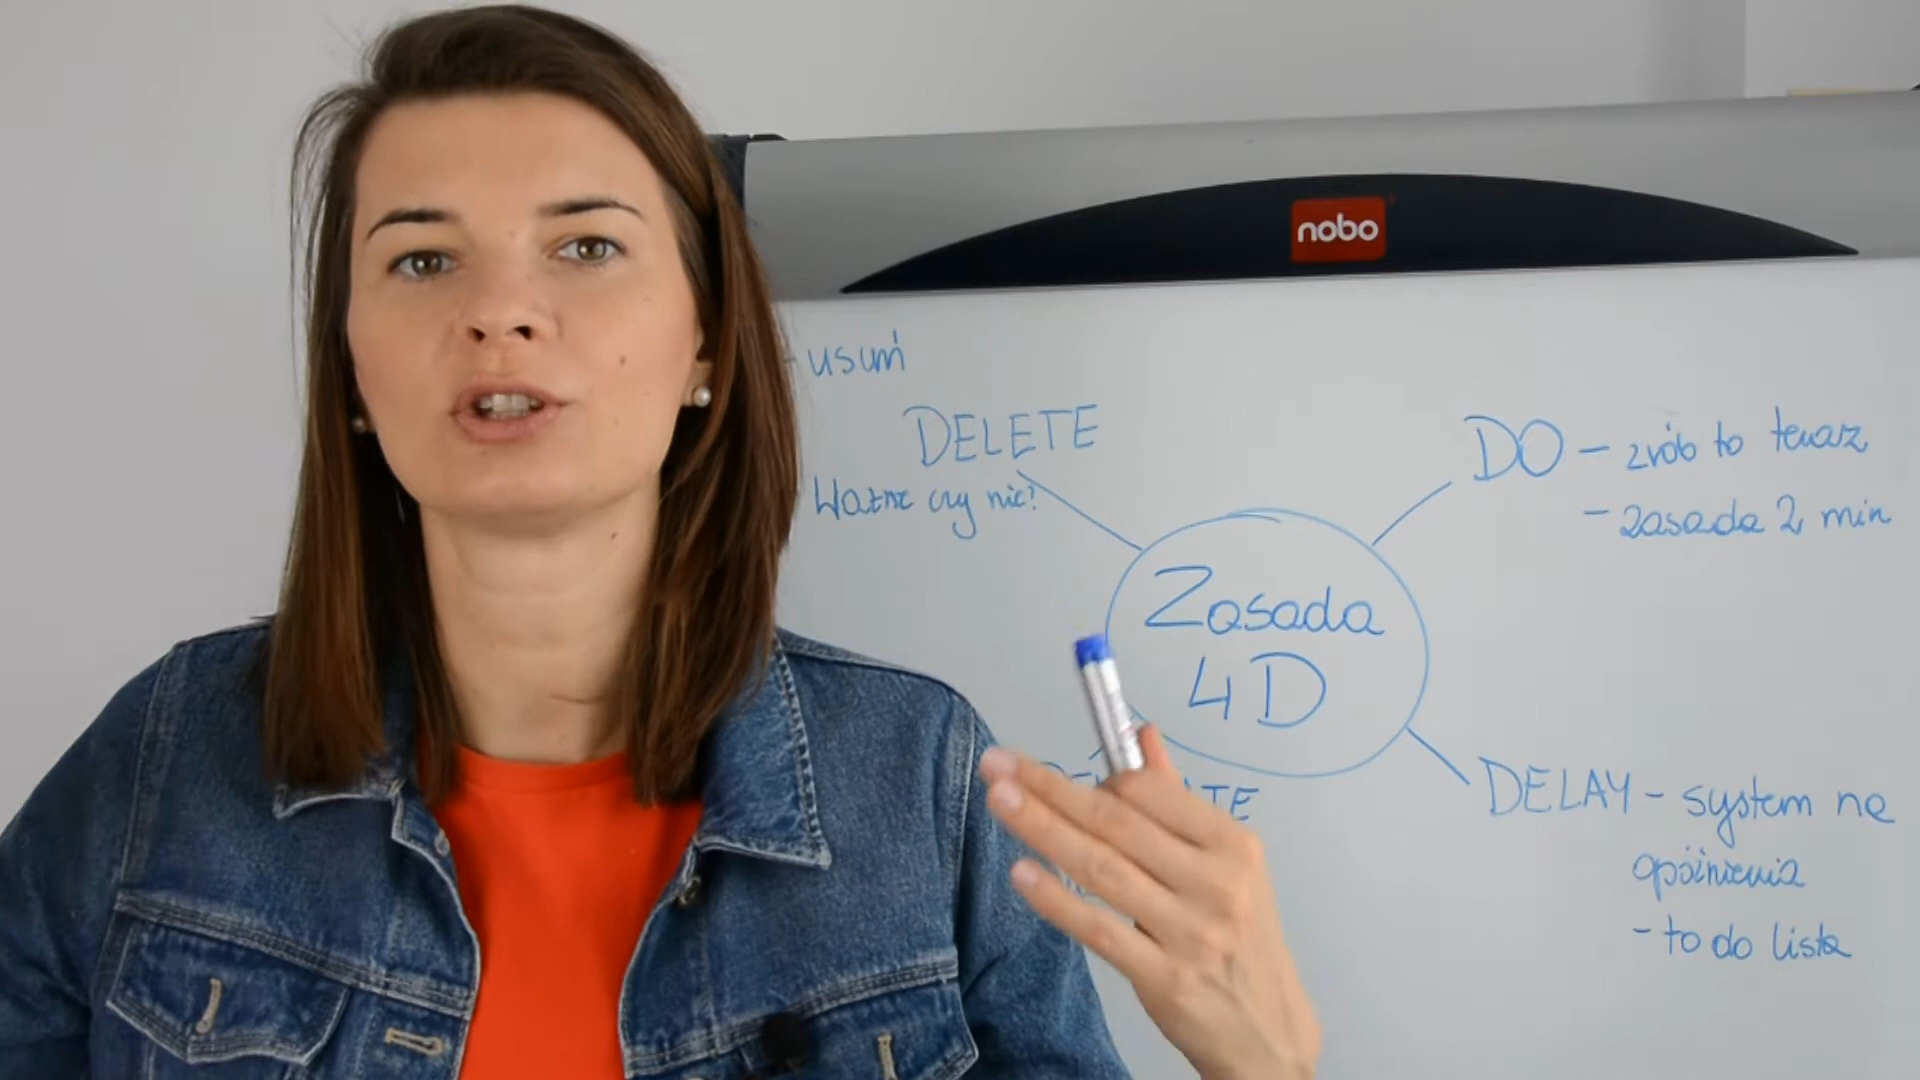 nobo
- usuń
DELETE
Ważne czy nie?
DO - zrób to teraz
- zasada 2 min
Zasada
4D
DELAY - system na
opóźnienia
- to do lista